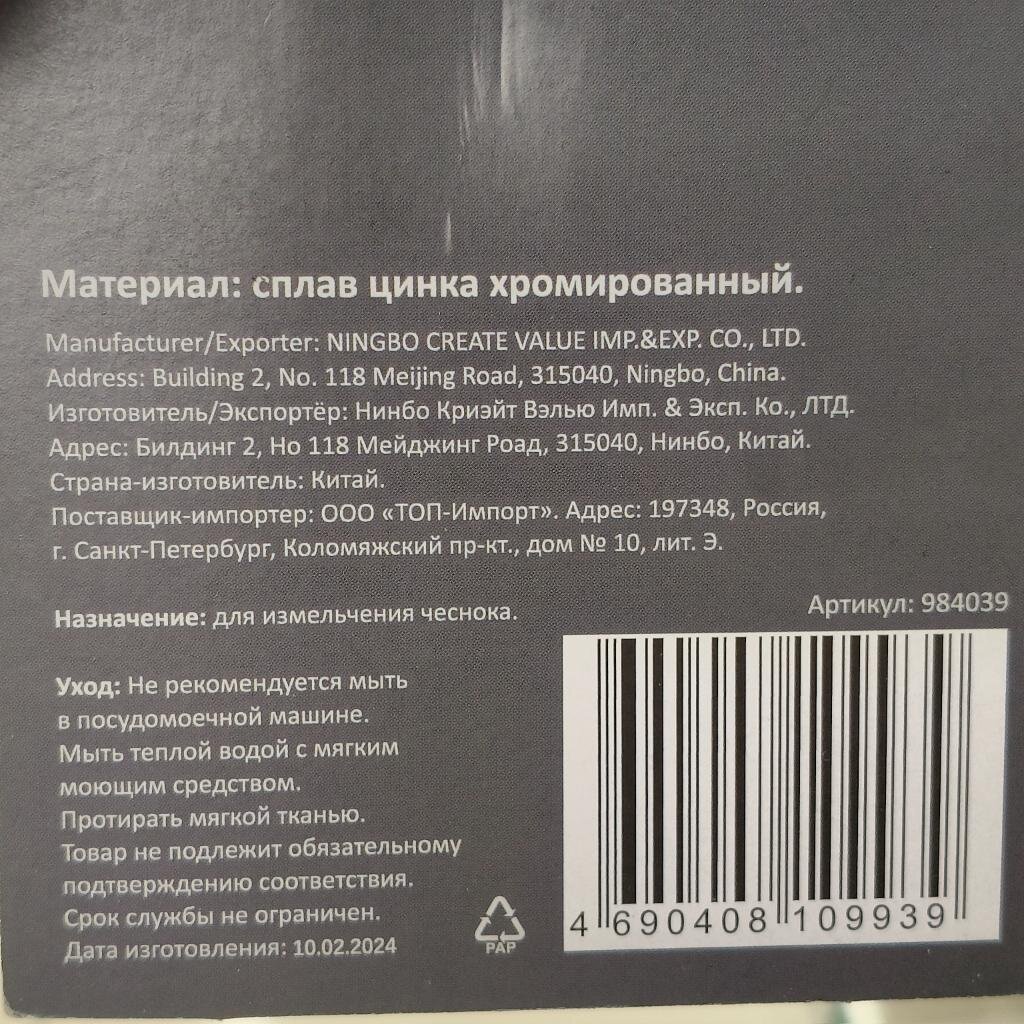 Материал: сплав цинка хромированный.
Manufacturer/Exporter: NINGBO CREATE VALUE IMP.&EXP. CO., LTD.
Address: Building 2, No. 118 Meijing Road, 315040, Ningbo, China.
Изготовитель/Экспортёр: Нинбо Криэйт Вэлью Имп. & Эксп. Ко., ЛТД.
Адрес: Билдинг 2, Но 118 Мейджинг Роад, 315040, Нинбо, Китай.
Страна-изготовитель: Китай.
Поставщик-импортер: ООО «ТОП-Импорт». Адрес: 197348, Россия,
г. Санкт-Петербург, Коломяжский пр-кт., дом № 10, лит. Э.
Назначение: для измельчения чеснока.
Артикул: 984039
Уход: Не рекомендуется мыть
в посудомоечной машине.
Мыть теплой водой с мягким
моющим средством.
Протирать мягкой тканью.
Товар не подлежит обязательному
подтверждению соответствия.
Срок службы не ограничен.
Дата изготовления: 10.02.2024
PAP
4 690408 109939